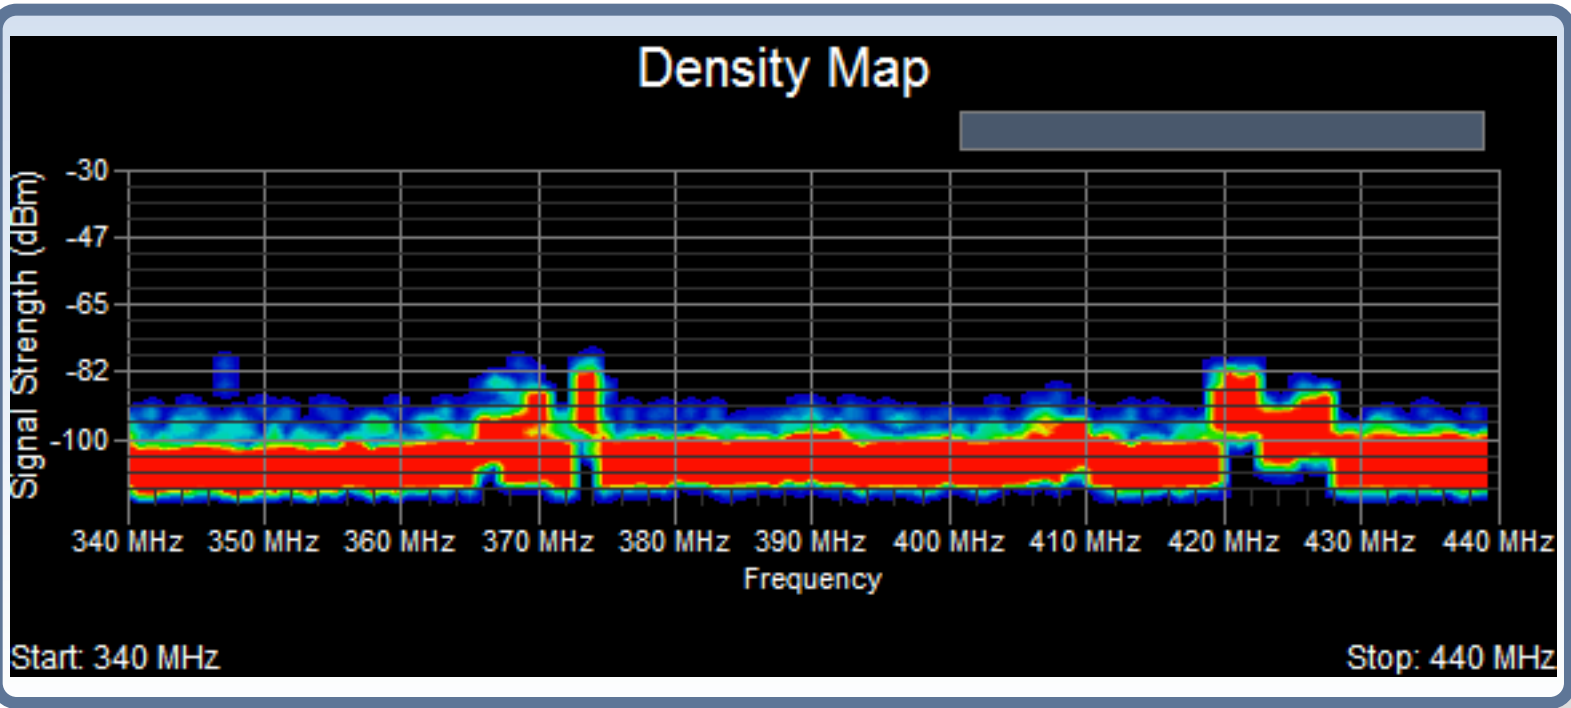 Density Map
Signal Strength (dBm)
-30
-47
-65
-82
-100
340 MHz 350 MHz 360 MHz 370 MHz 380 MHz 390 MHz 400 MHz 410 MHz 420 MHz 430 MHz 440 MHz
Frequency
Start: 340 MHz
Stop: 440 MHz